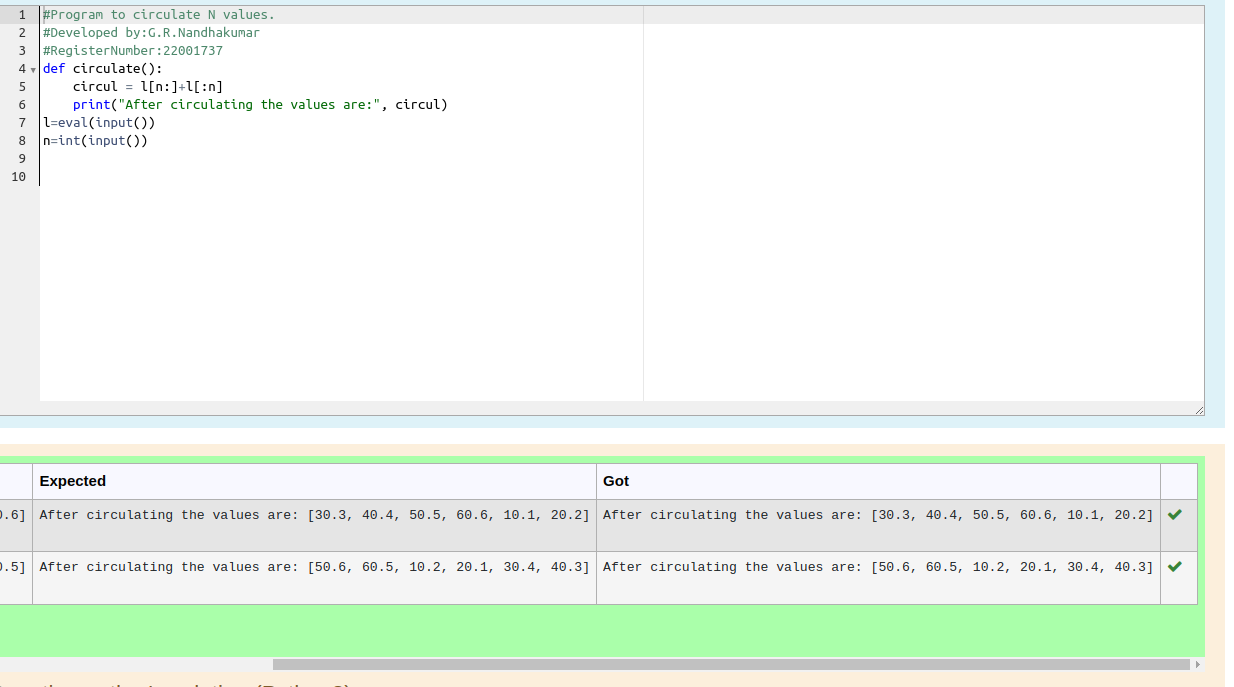 1 #Program to circulate N values.
2 #Developed by:G.R.Nandhakumar
3 #RegisterNumber:22001737
4 def circulate():
5     circul = l[n:]+l[:n]
6     print("After circulating the values are:", circul)
7 l=eval(input())
8 n=int(input())
9
10
Expected Got
.6] After circulating the values are: [30.3, 40.4, 50.5, 60.6, 10.1, 20.2] After circulating the values are: [30.3, 40.4, 50.5, 60.6, 10.1, 20.2]
.5] After circulating the values are: [50.6, 60.5, 10.2, 20.1, 30.4, 40.3] After circulating the values are: [50.6, 60.5, 10.2, 20.1, 30.4, 40.3]